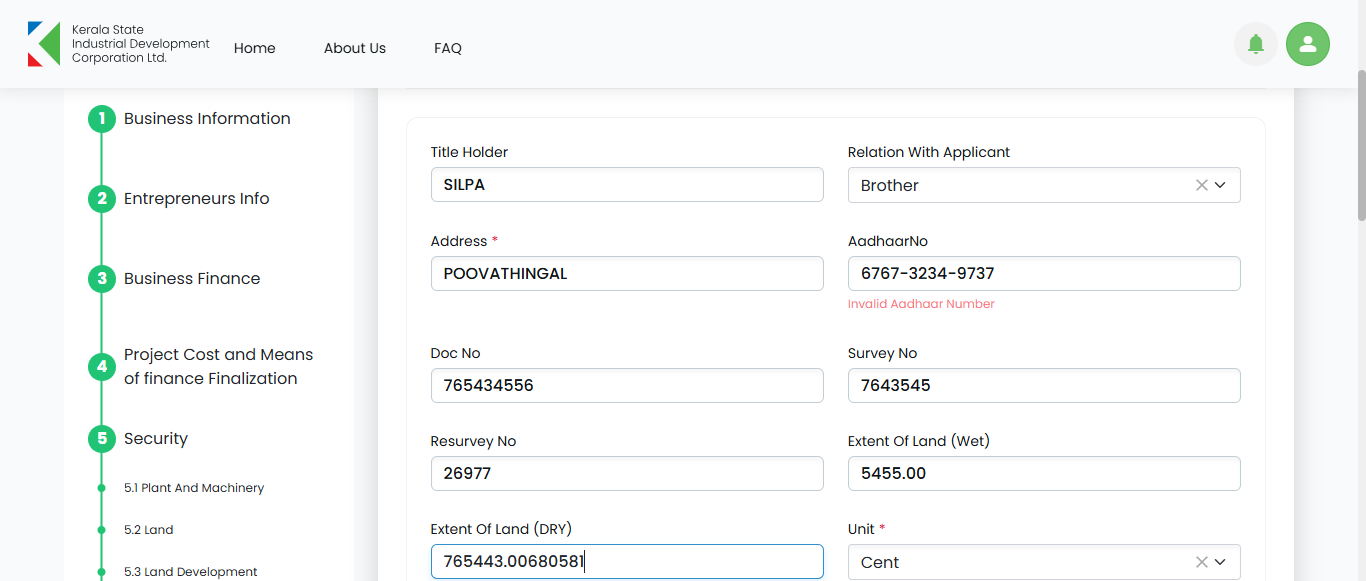 Kerala State
Industrial Development
Corporation Ltd.
Home
About Us
FAQ
1 Business Information
2 Entrepreneurs Info
3 Business Finance
4 Project Cost and Means
of finance Finalization
5 Security
5.1 Plant And Machinery
5.2 Land
5.3 Land Development
Title Holder
SILPA
Relation With Applicant
Brother
Address *
POOVATHINGAL
AadhaarNo
6767-3234-9737
Invalid Aadhaar Number
Doc No
765434556
Survey No
7643545
Resurvey No
26977
Extent Of Land (Wet)
5455.00
Extent Of Land (DRY)
765443.00680581
Unit *
Cent